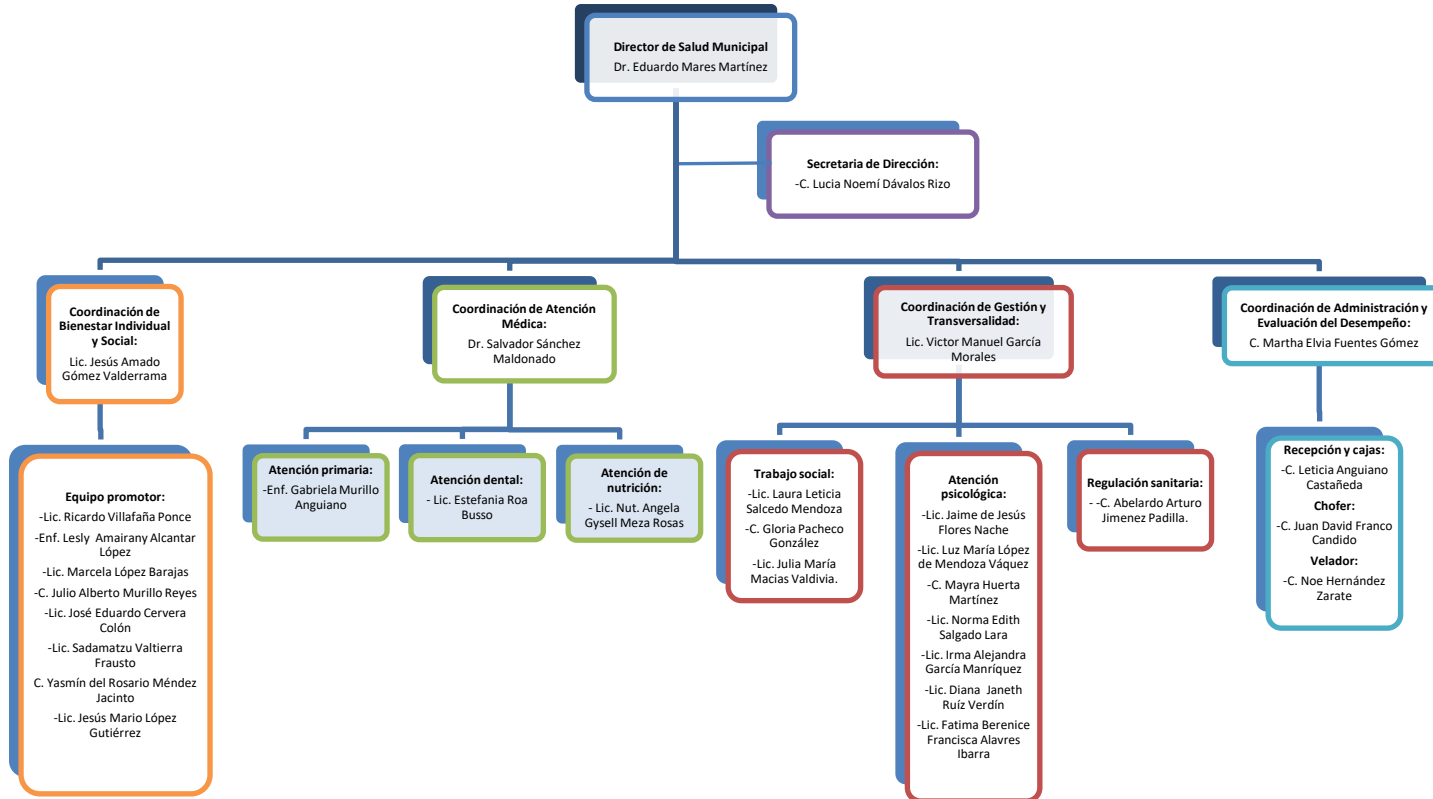 Director de Salud Municipal
Dr. Eduardo Mares Martínez
Secretaria de Dirección:
-C. Lucia Noemí Dávalos Rizo
Coordinación de
Bienestar Individual
y Social:
Lic. Jesús Amado
Gómez Valderrama
Coordinación de Atención
Médica:
Dr. Salvador Sánchez
Maldonado
Coordinación de Gestión y
Transversalidad:
Lic. Victor Manuel García
Morales
Coordinación de Administración y
Evaluación del Desempeño:
C. Martha Elvia Fuentes Gómez
Equipo promotor:
-Lic. Ricardo Villafaña Ponce
-Enf. Lesly  Amairany Alcantar
López
-Lic. Marcela López Barajas
-C. Julio Alberto Murillo Reyes
-Lic. José Eduardo Cervera
Colón
-Lic. Sadamatzu Valtierra
Frausto
C. Yasmín del Rosario Méndez
Jacinto
-Lic. Jesús Mario López
Gutiérrez
Atención primaria:
-Enf. Gabriela Murillo
Anguiano
Atención dental:
- Lic. Estefania Roa
Busso
Atención de
nutrición:
- Lic. Nut. Angela
Gysell Meza Rosas
Trabajo social:
-Lic. Laura Leticia
Salcedo Mendoza
-C. Gloria Pacheco
González
-Lic. Julia María
Macias Valdivia.
Atención
psicológica:
-Lic. Jaime de Jesús
Flores Nache
-Lic. Luz María López
de Mendoza Váquez
-C. Mayra Huerta
Martínez
-Lic. Norma Edith
Salgado Lara
-Lic. Irma Alejandra
García Manríquez
-Lic. Diana  Janeth
Ruíz Verdín
-Lic. Fatima Berenice
Francisca Alavres
Ibarra
Regulación sanitaria:
- -C. Abelardo Arturo
Jimenez Padilla.
Recepción y cajas:
-C. Leticia Anguiano
Castañeda
Chofer:
-C. Juan David Franco
Candido
Velador:
-C. Noe Hernández
Zarate